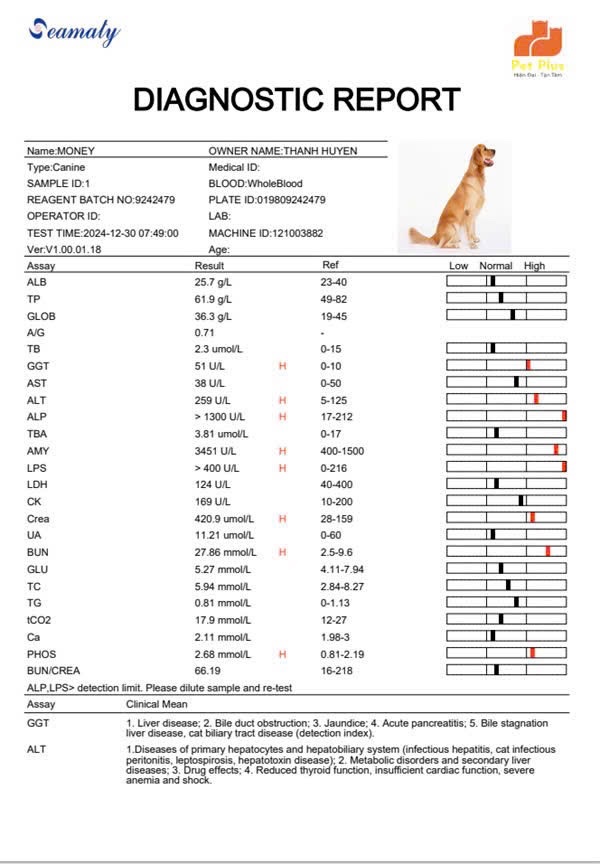 Seamaty
Pet Plus
Hiện Đại - Tận Tâm
DIAGNOSTIC REPORT
Name:MONEY OWNER NAME:THANH HUYEN
Type:Canine Medical ID:
SAMPLE ID:1 BLOOD:WholeBlood
REAGENT BATCH NO:9242479 PLATE ID:019809242479
OPERATOR ID: LAB:
TEST TIME:2024-12-30 07:49:00 MACHINE ID:121003882
Ver:V1.00.01.18 Age:
Assay Result Ref Low Normal High
ALB 25.7 g/L 23-40
TP 61.9 g/L 49-82
GLOB 36.3 g/L 19-45
A/G 0.71 -
TB 2.3 umol/L 0-15
GGT 51 U/L H 0-10
AST 38 U/L 0-50
ALT 259 U/L H 5-125
ALP > 1300 U/L H 17-212
TBA 3.81 umol/L 0-17
AMY 3451 U/L H 400-1500
LPS > 400 U/L H 0-216
LDH 124 U/L 40-400
CK 169 U/L 10-200
Crea 420.9 umol/L H 28-159
UA 11.21 umol/L 0-60
BUN 27.86 mmol/L H 2.5-9.6
GLU 5.27 mmol/L 4.11-7.94
TC 5.94 mmol/L 2.84-8.27
TG 0.81 mmol/L 0-1.13
tCO2 17.9 mmol/L 12-27
Ca 2.11 mmol/L 1.98-3
PHOS 2.68 mmol/L H 0.81-2.19
BUN/CREA 66.19 16-218
ALP,LPS> detection limit. Please dilute sample and re-test
Assay Clinical Mean
GGT 1. Liver disease; 2. Bile duct obstruction; 3. Jaundice; 4. Acute pancreatitis; 5. Bile stagnation
liver disease, cat biliary tract disease (detection index).
ALT 1.Diseases of primary hepatocytes and hepatobiliary system (infectious hepatitis, cat infectious
peritonitis, leptospirosis, hepatotoxin disease); 2. Metabolic disorders and secondary liver
diseases; 3. Drug effects; 4. Reduced thyroid function, insufficient cardiac function, severe
anemia and shock.